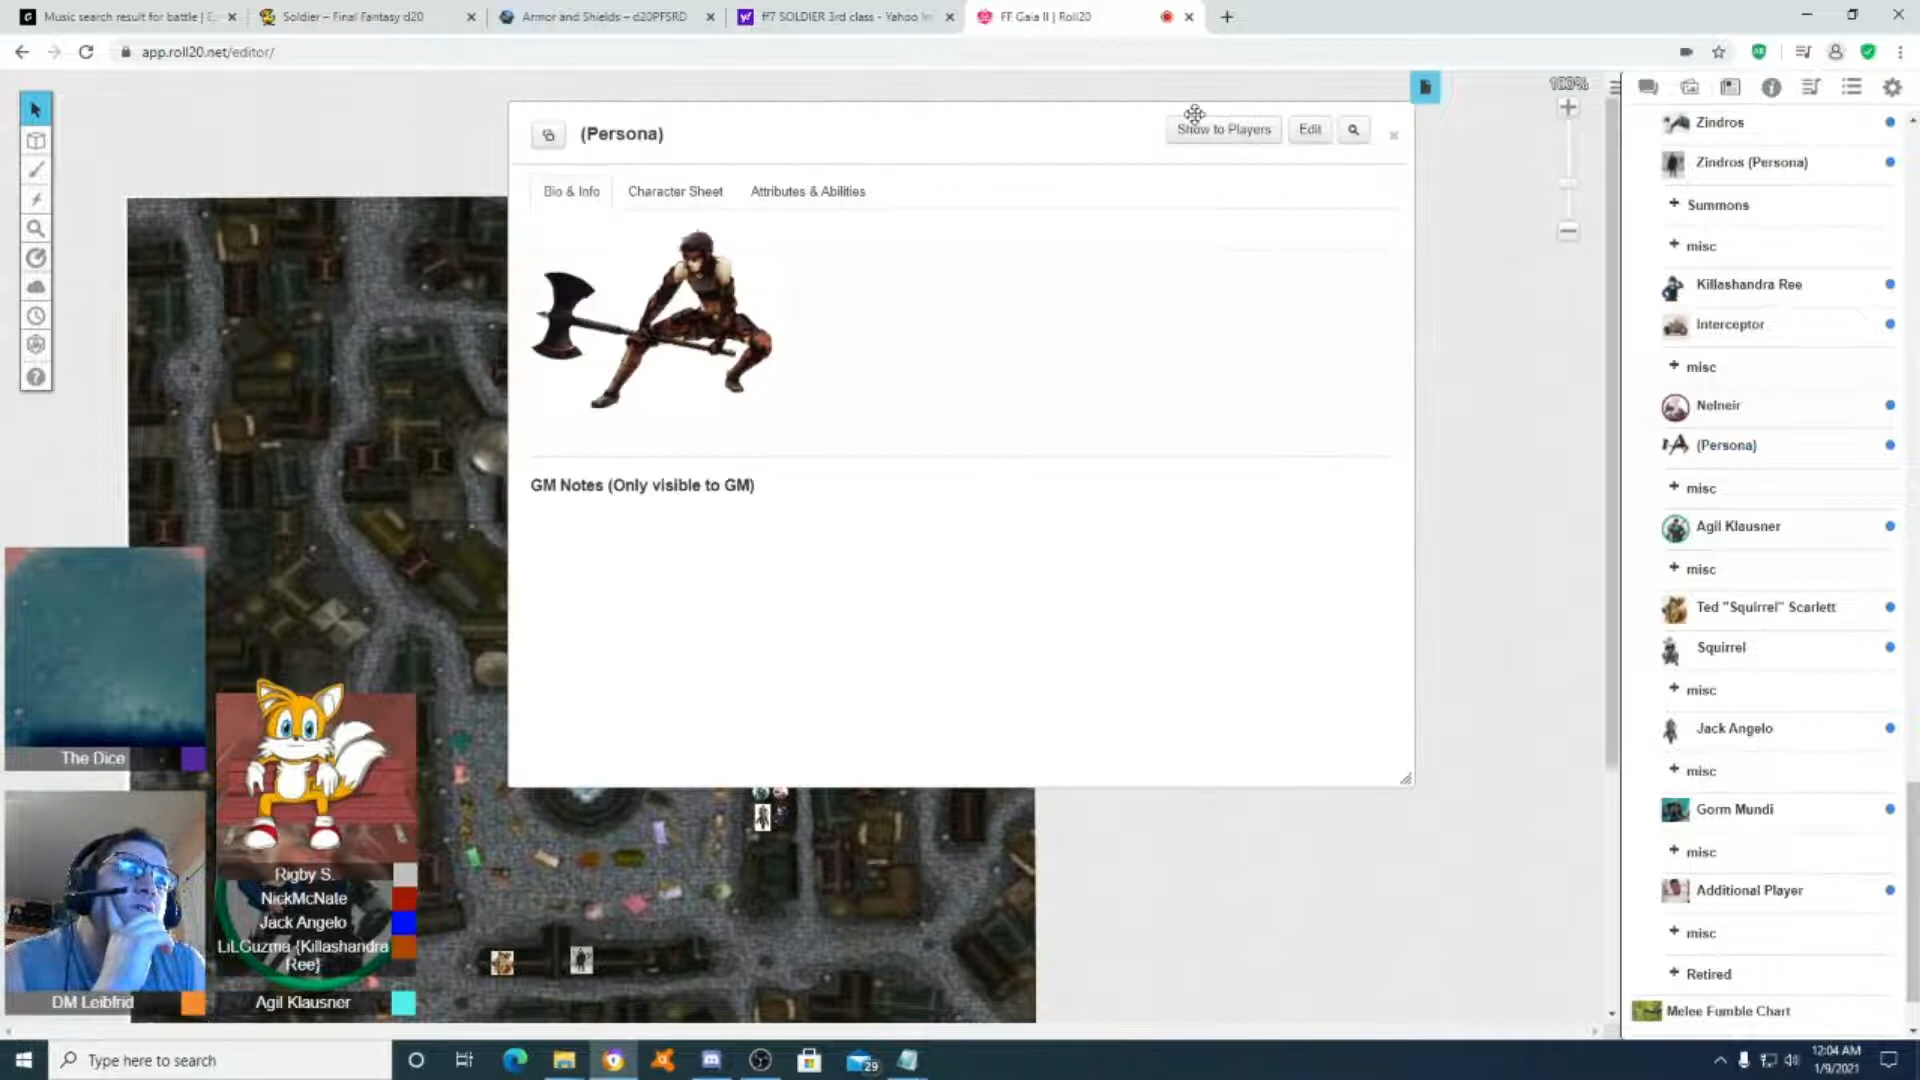 Music search result for battle | E
Soldier – Final Fantasy d20
Armor and Shields – d20PFSRD
ff7 SOLDIER 3rd class - Yahoo Im
FF Gaia II | Roll20
app.roll20.net/editor/
100%
(Persona)
Show to Players
Edit
Bio & Info
Character Sheet
Attributes & Abilities
GM Notes (Only visible to GM)
Zindros
Zindros (Persona)
Summons
misc
Killashandra Ree
Interceptor
misc
Nelneir
(Persona)
misc
Agil Klausner
misc
Ted "Squirrel" Scarlett
Squirrel
misc
Jack Angelo
misc
Gorm Mundi
misc
Additional Player
misc
Retired
Melee Fumble Chart
The Dice
Rigby S.
NickMcNate
Jack Angelo
LiLGuzma {Killashandra
Ree}
DM Leibfrid
Agil Klausner
Type here to search
29
12:04 AM
1/9/2021